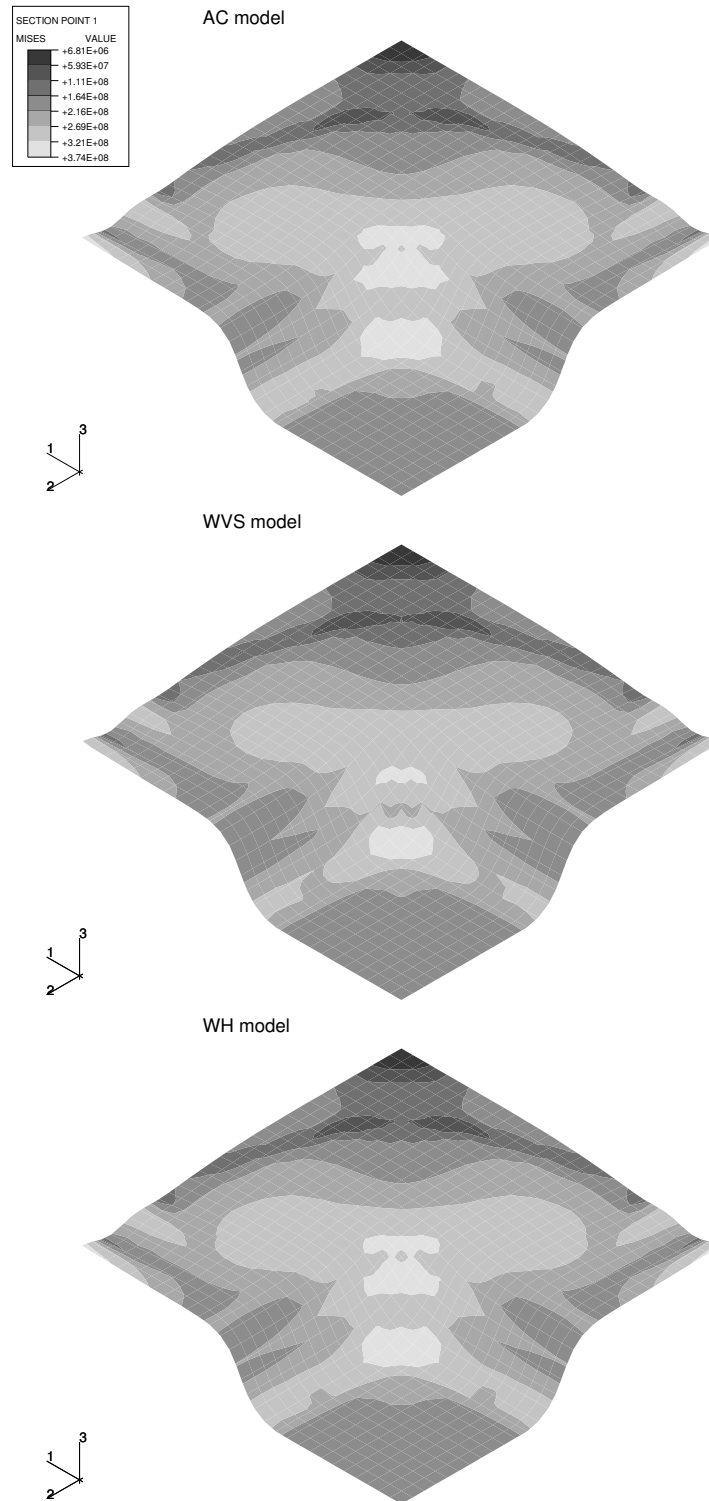 SECTION POINT 1
MISES VALUE
+6.81E+06
+5.93E+07
+1.11E+08
+1.64E+08
+2.16E+08
+2.69E+08
+3.21E+08
+3.74E+08
AC model
3
1
2
WVS model
3
1
2
WH model
3
1
2